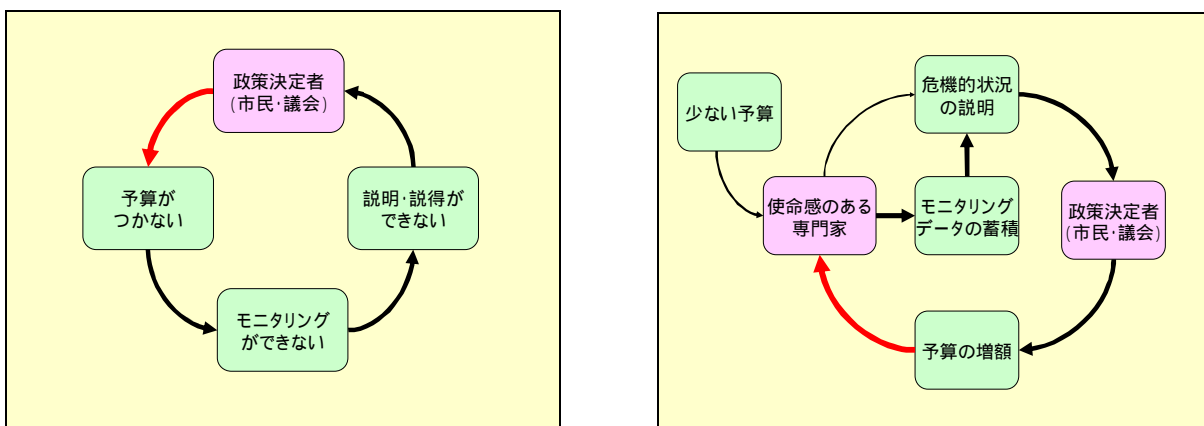 政策決定者
(市民･議会)
予算が
つかない
説明･説得が
できない
モニタリング
ができない
少ない予算
危機的状況
の説明
使命感のある
専門家
モニタリング
データの蓄積
政策決定者
(市民･議会)
予算の増額